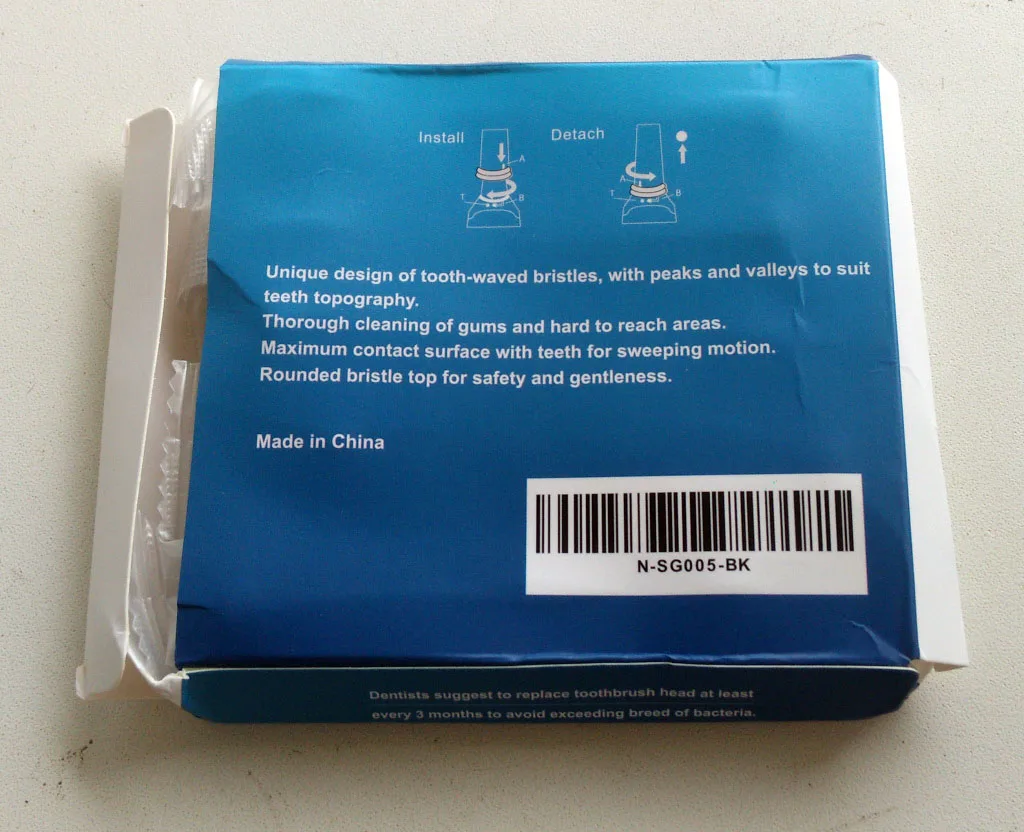 Install Detach
A
A
T B
T B
Unique design of tooth-waved bristles, with peaks and valleys to suit
teeth topography.
Thorough cleaning of gums and hard to reach areas.
Maximum contact surface with teeth for sweeping motion.
Rounded bristle top for safety and gentleness.
Made in China
N-SG005-BK
Dentists suggest to replace toothbrush head at least
every 3 months to avoid exceeding breed of bacteria.